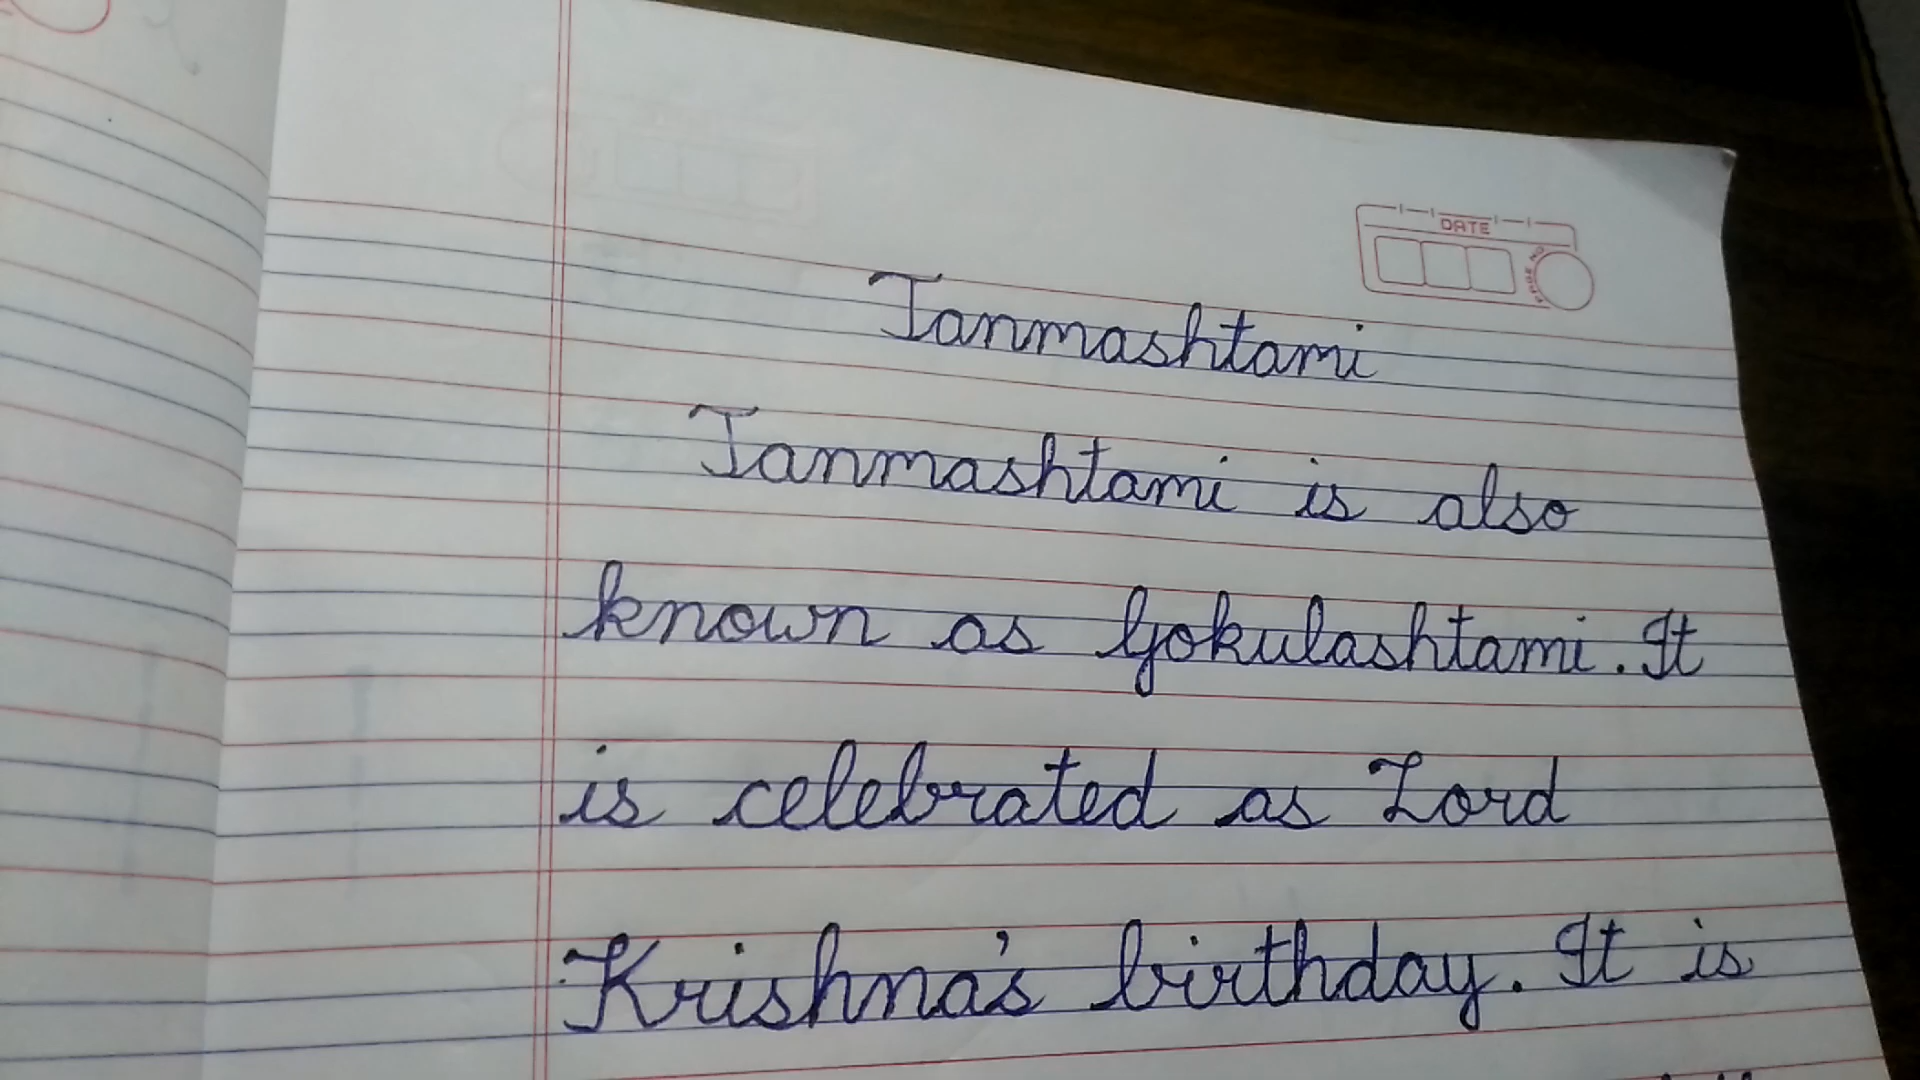 DATE
PAGE NO
Janmashtami
Janmashtami is also
known as Gokulashtami. It
is celebrated as Lord
Krishna's birthday. It is